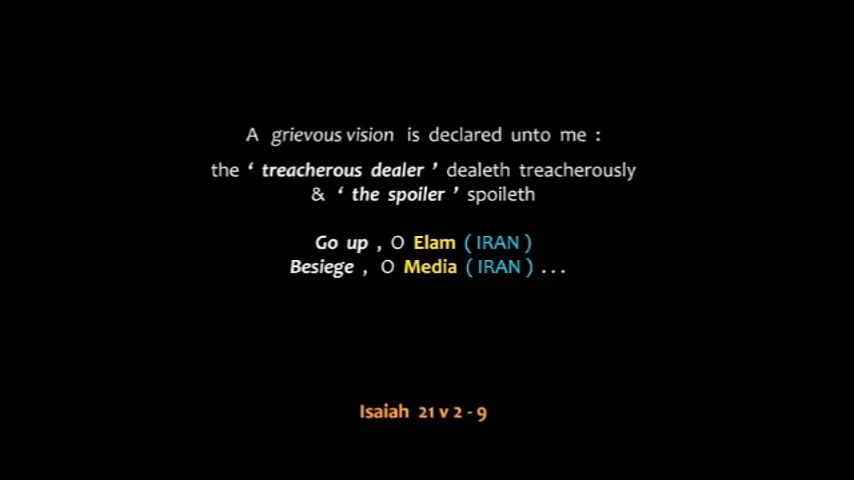 A grievous vision is declared unto me :
the ‘ treacherous dealer ’ dealeth treacherously
& ‘ the spoiler ’ spoileth
Go up , O Elam ( IRAN )
Besiege , O Media ( IRAN ) ...
Isaiah 21 v 2 - 9